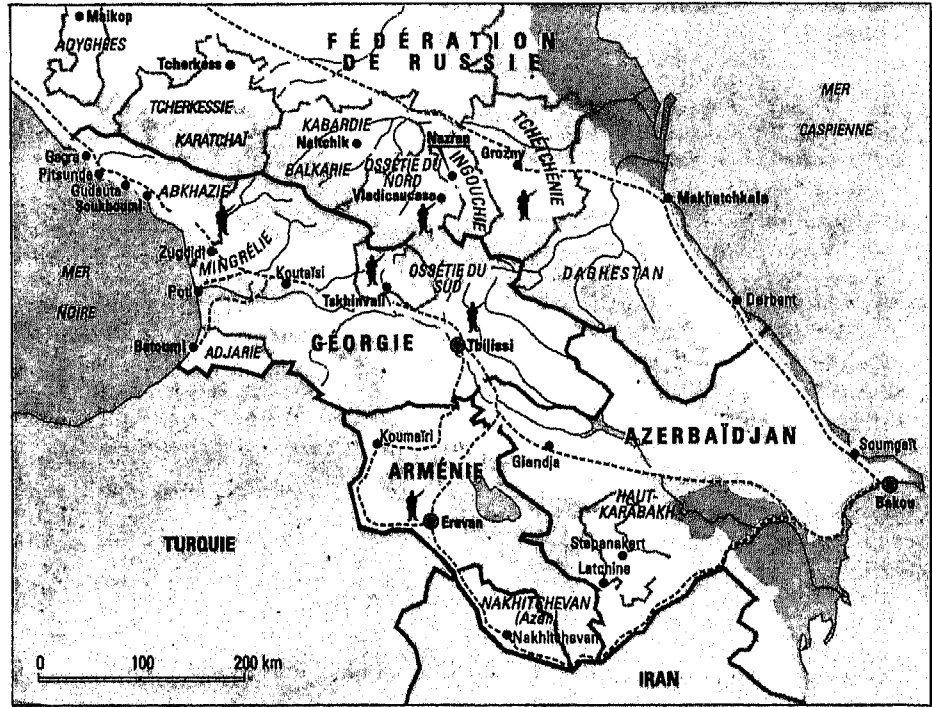 Maikop
ADYGHÉES
FÉDÉRATION
DE RUSSIE
Tcherkess
MER
CASPIENNE
TCHERKESSIE
KARATCHAÏ
KABARDIE
Naltchik
BALKARIE
Nazran
TCHÉTCHÉNIE
Grozny
OSSÉTIE DU
NORD
INGOUCHIE
Vladicaucase
Gagra
Pitsunda
Gudauta
Soukoumi
ABKHAZIE
Makhatchkala
Zugdidi
MINGRÉLIE
MER
NOIRE
Poti
Koutaïsi
Tskhinvali
OSSÉTIE DU
SUD
DAGHESTAN
Derbent
Batoumi
ADJARIE
GÉORGIE
Tbilissi
Koumaïri
ARMÉNIE
Giandja
AZERBAÏDJAN
Soumgaït
Bakou
HAUT-
KARABAKH
Erevan
Stepanakert
Latchine
TURQUIE
NAKHITCHEVAN
(Azer.)
Nakhitchevan
0 100 200 km
IRAN